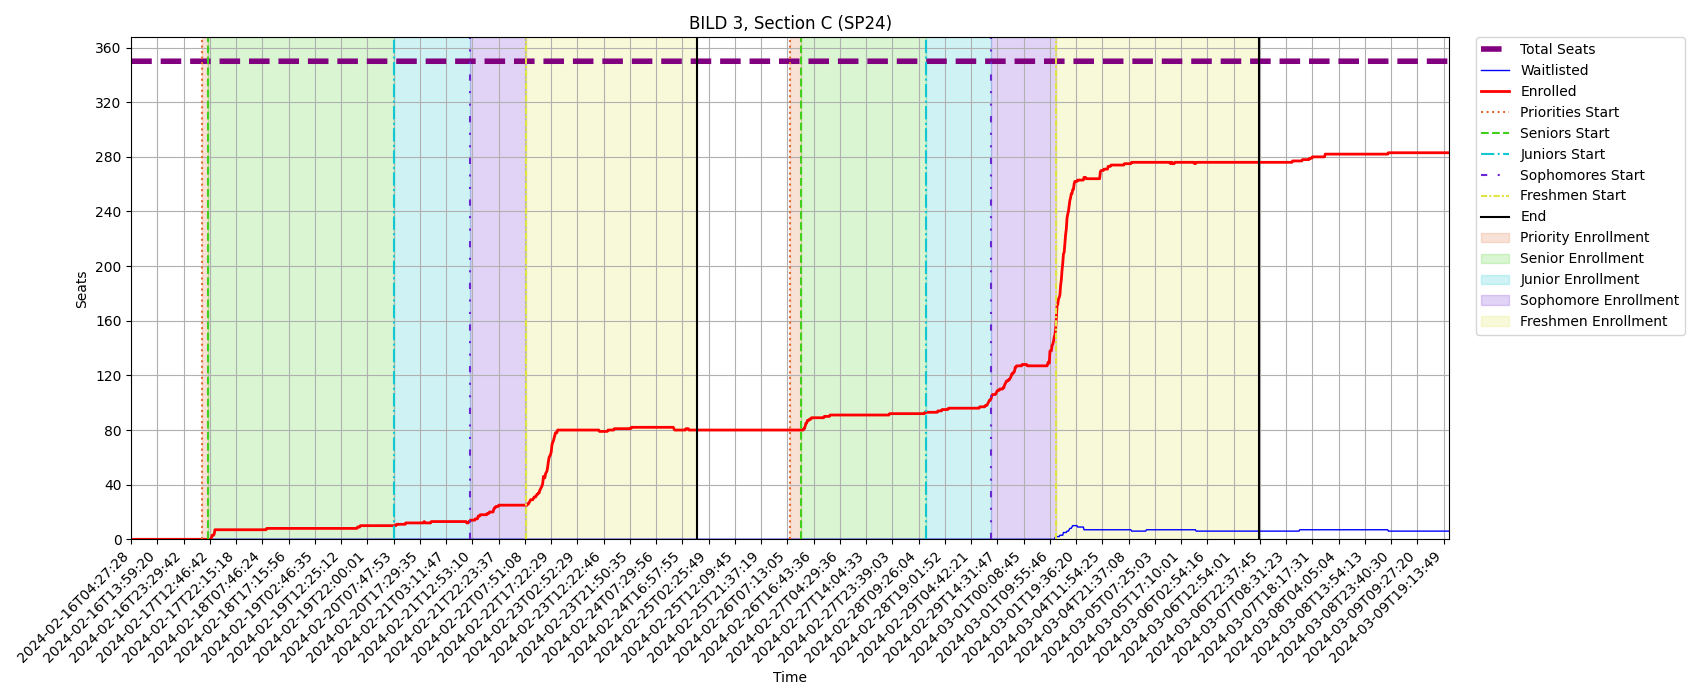 BILD 3, Section C (SP24)
Seats
360
320
280
240
200
160
120
80
40
0
2024-02-16T04:27:28
2024-02-16T13:59:20
2024-02-16T23:29:42
2024-02-17T12:46:42
2024-02-17T22:15:18
2024-02-18T07:46:24
2024-02-18T17:15:56
2024-02-19T02:46:35
2024-02-19T12:25:12
2024-02-19T22:00:01
2024-02-20T07:47:53
2024-02-20T17:29:35
2024-02-21T03:11:47
2024-02-21T12:53:10
2024-02-21T22:23:37
2024-02-22T07:51:08
2024-02-22T17:22:29
2024-02-23T02:52:29
2024-02-23T12:22:46
2024-02-23T21:50:35
2024-02-24T07:29:56
2024-02-24T16:57:55
2024-02-25T02:25:49
2024-02-25T12:09:45
2024-02-25T21:37:19
2024-02-26T07:13:05
2024-02-26T16:43:36
2024-02-27T04:29:36
2024-02-27T14:04:33
2024-02-27T23:39:03
2024-02-28T09:26:04
2024-02-28T19:01:52
2024-02-29T04:42:21
2024-02-29T14:31:47
2024-03-01T00:08:45
2024-03-01T09:55:46
2024-03-01T19:36:20
2024-03-04T11:54:25
2024-03-04T21:37:08
2024-03-05T07:25:03
2024-03-05T17:10:01
2024-03-06T02:54:16
2024-03-06T12:54:01
2024-03-06T22:37:45
2024-03-07T08:31:23
2024-03-07T18:17:31
2024-03-08T04:05:04
2024-03-08T13:54:13
2024-03-08T23:40:30
2024-03-09T09:27:20
2024-03-09T19:13:49
Time
Total Seats
Waitlisted
Enrolled
Priorities Start
Seniors Start
Juniors Start
Sophomores Start
Freshmen Start
End
Priority Enrollment
Senior Enrollment
Junior Enrollment
Sophomore Enrollment
Freshmen Enrollment